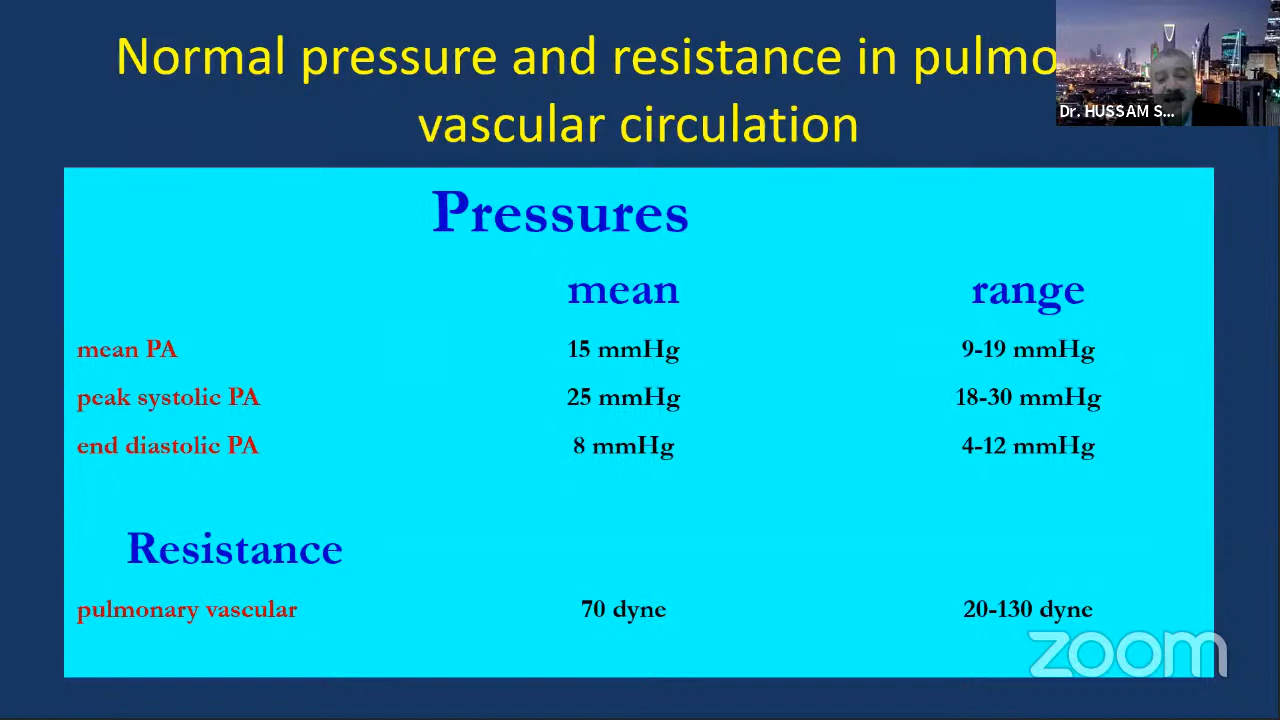 Normal pressure and resistance in pulmo
vascular circulation
Dr. HUSSAM S...
Pressures
mean range
mean PA 15 mmHg 9-19 mmHg
peak systolic PA 25 mmHg 18-30 mmHg
end diastolic PA 8 mmHg 4-12 mmHg
Resistance
pulmonary vascular 70 dyne 20-130 dyne
zoom